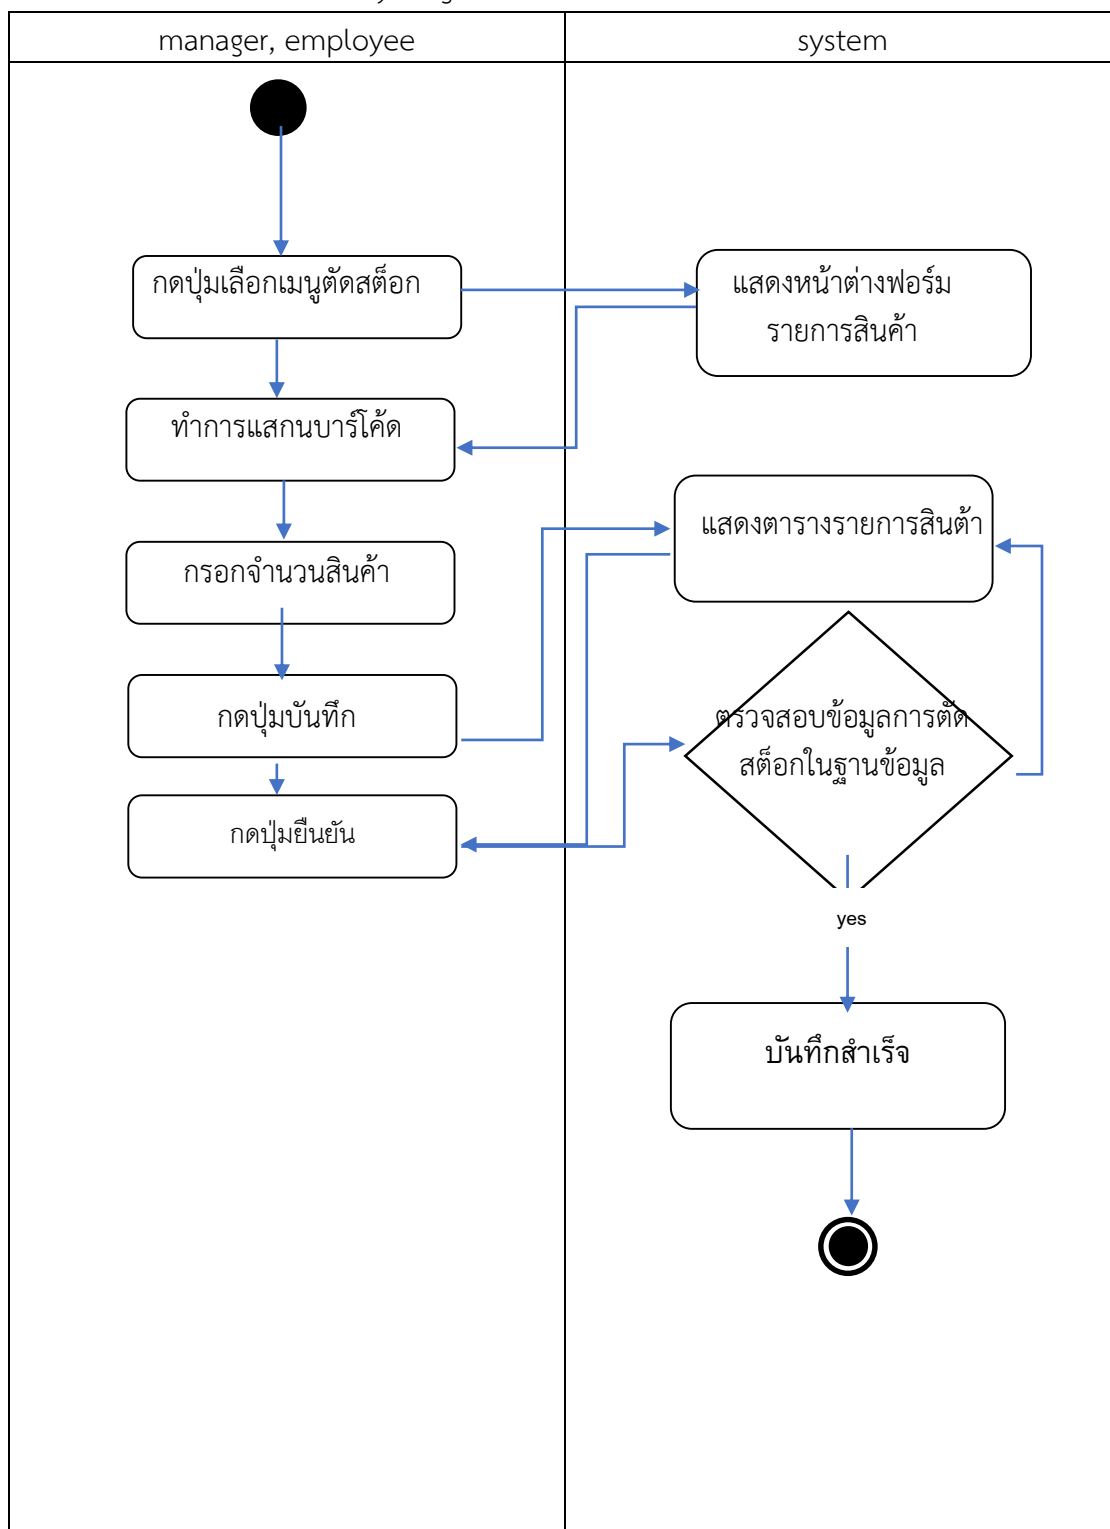 manager, employee
system
กดปุ่มเลือกเมนูตัดสต็อก
แสดงหน้าต่างฟอร์ม
รายการสินค้า
ทำการแสกนบาร์โค้ด
แสดงตารางรายการสินต้า
กรอกจำนวนสินค้า
กดปุ่มบันทึก
ตรวจสอบข้อมูลการตัด
สต็อกในฐานข้อมูล
กดปุ่มยืนยัน
yes
บันทึกสำเร็จ